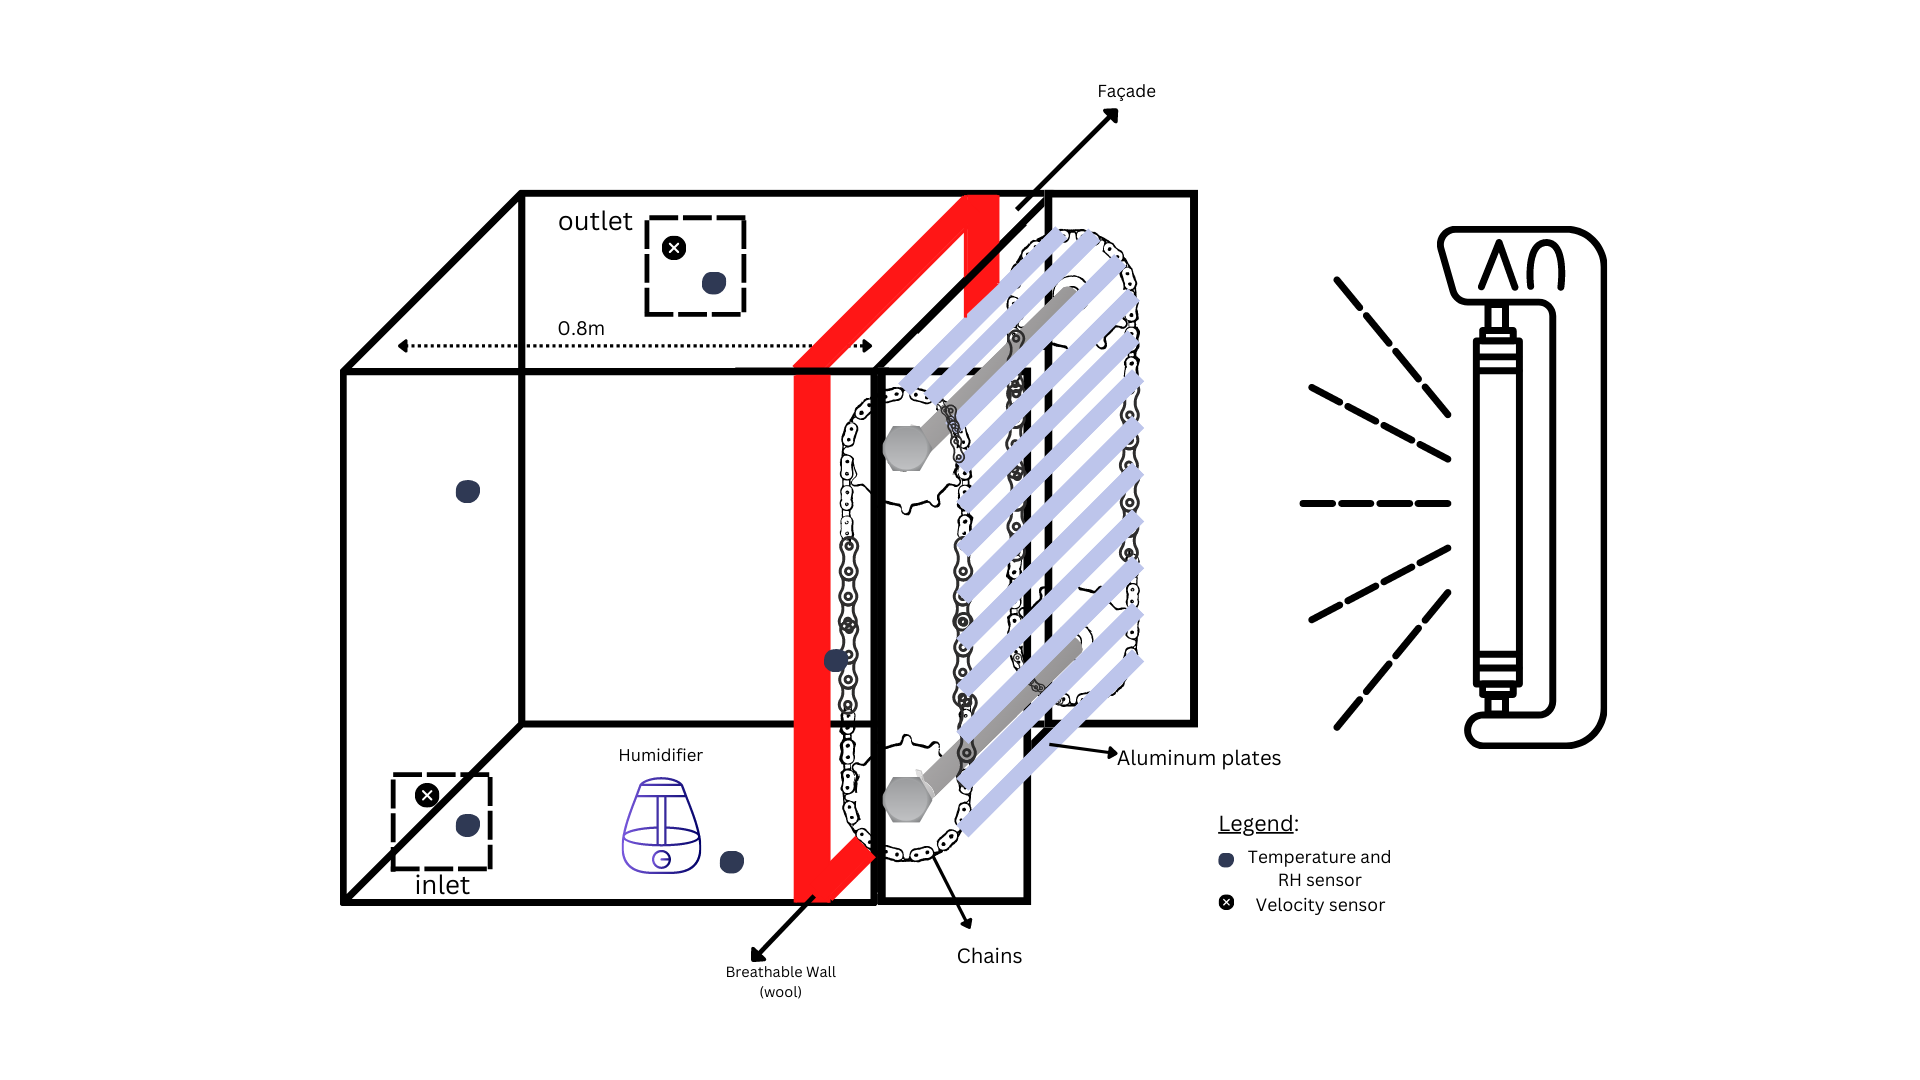 Façade
outlet
0.8m
Humidifier
Aluminum plates
inlet
Legend:
Temperature and
RH sensor
Velocity sensor
Chains
Breathable Wall
(wool)